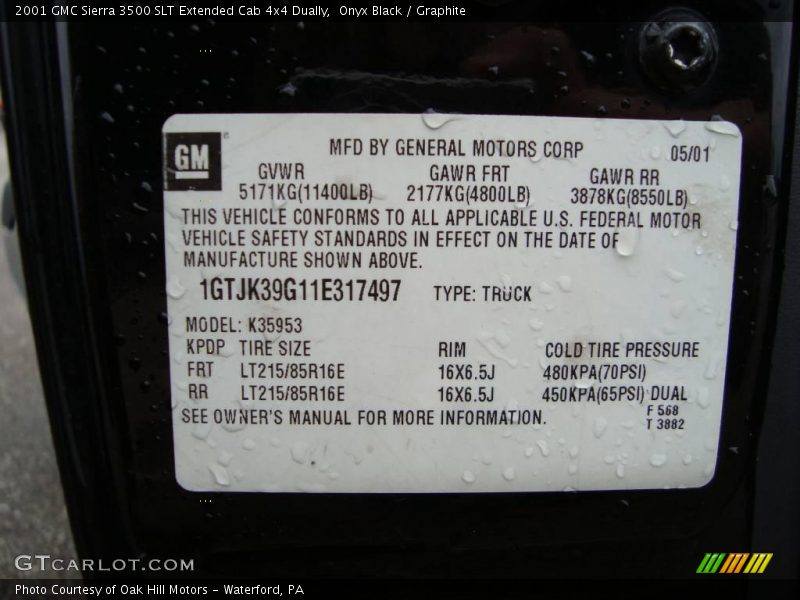 2001 GMC Sierra 3500 SLT Extended Cab 4x4 Dually,  Onyx Black / Graphite
GM
MFD BY GENERAL MOTORS CORP 05/01
GVWR GAWR FRT GAWR RR
5171KG(11400LB) 2177KG(4800LB) 3878KG(8550LB)
THIS VEHICLE CONFORMS TO ALL APPLICABLE U.S. FEDERAL MOTOR
VEHICLE SAFETY STANDARDS IN EFFECT ON THE DATE OF
MANUFACTURE SHOWN ABOVE.
1GTJK39G11E317497 TYPE: TRUCK
MODEL: K35953
KPDP TIRE SIZE RIM COLD TIRE PRESSURE
FRT LT215/85R16E 16X6.5J 480KPA(70PSI)
RR LT215/85R16E 16X6.5J 450KPA(65PSI) DUAL
SEE OWNER'S MANUAL FOR MORE INFORMATION.
F 568
T 3882
GTCARLOT.COM
Photo Courtesy of Oak Hill Motors - Waterford, PA